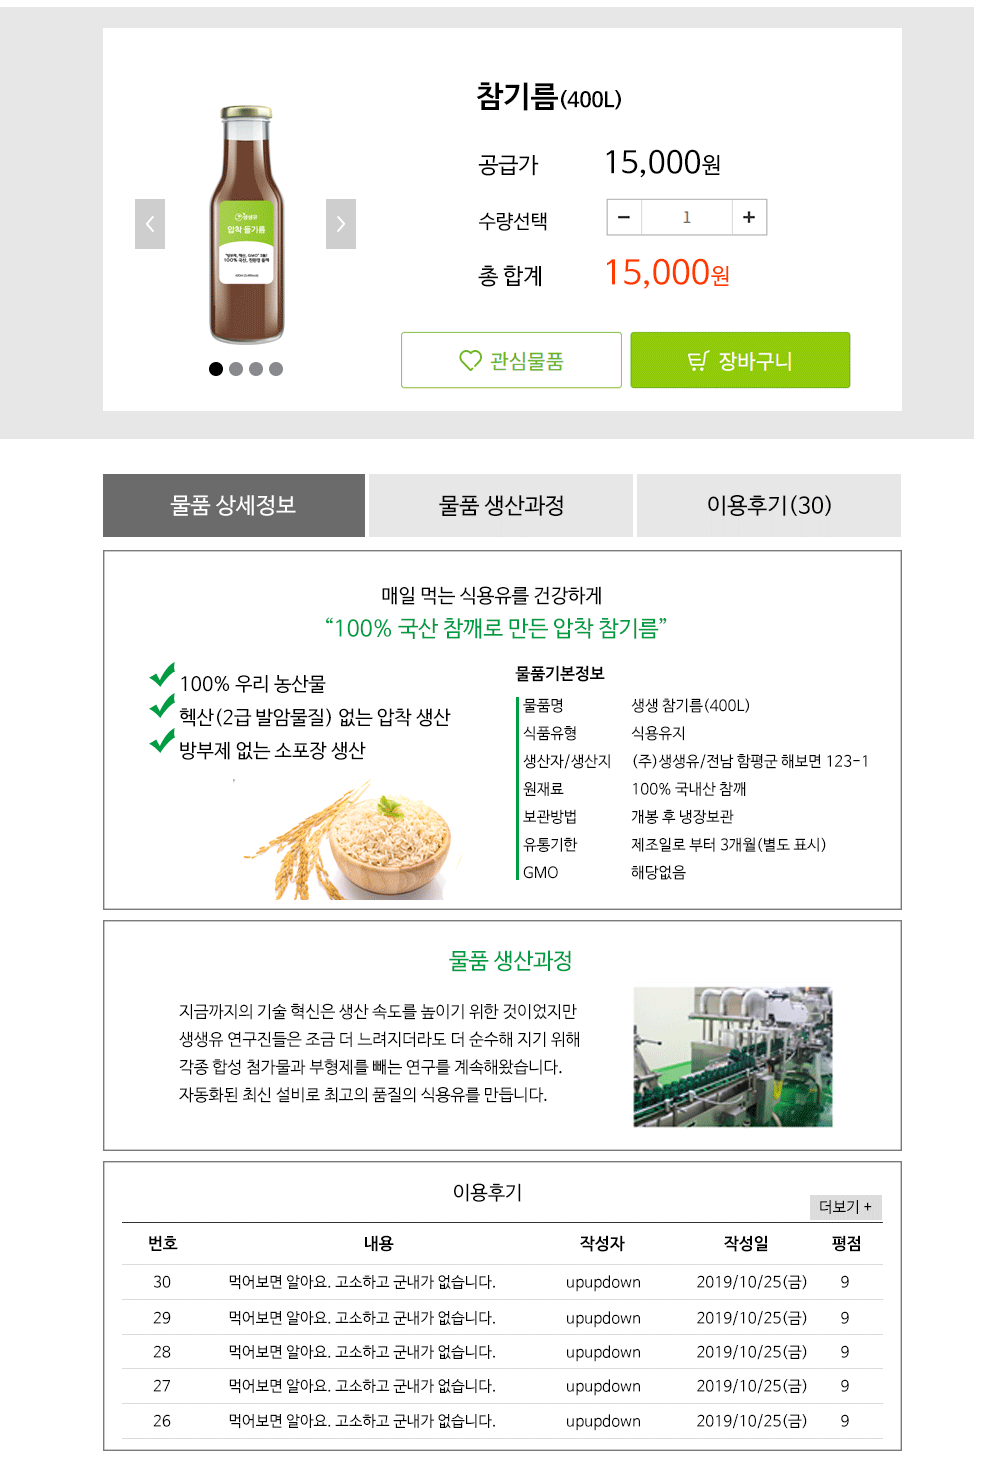 참기름(400L)
공급가 15,000원
수량선택 − 1 +
총 합계 15,000원
생생유
압착 들기름
100% 국산, 친환경 들깨
관심물품
장바구니
물품 상세정보
물품 생산과정
이용후기(30)
매일 먹는 식용유를 건강하게
“100% 국산 참깨로 만든 압착 참기름”
100% 우리 농산물
헥산(2급 발암물질) 없는 압착 생산
방부제 없는 소포장 생산
물품기본정보
물품명 생생 참기름(400L)
식품유형 식용유지
생산자/생산지 (주)생생유/전남 함평군 해보면 123-1
원재료 100% 국내산 참깨
보관방법 개봉 후 냉장보관
유통기한 제조일로 부터 3개월(별도 표시)
GMO 해당없음
물품 생산과정
지금까지의 기술 혁신은 생산 속도를 높이기 위한 것이었지만
생생유 연구진들은 조금 더 느려지더라도 더 순수해 지기 위해
각종 합성 첨가물과 부형제를 빼는 연구를 계속해왔습니다.
자동화된 최신 설비로 최고의 품질의 식용유를 만듭니다.
이용후기
더보기 +
번호 내용 작성자 작성일 평점
30 먹어보면 알아요. 고소하고 군내가 없습니다. upupdown 2019/10/25(금) 9
29 먹어보면 알아요. 고소하고 군내가 없습니다. upupdown 2019/10/25(금) 9
28 먹어보면 알아요. 고소하고 군내가 없습니다. upupdown 2019/10/25(금) 9
27 먹어보면 알아요. 고소하고 군내가 없습니다. upupdown 2019/10/25(금) 9
26 먹어보면 알아요. 고소하고 군내가 없습니다. upupdown 2019/10/25(금) 9